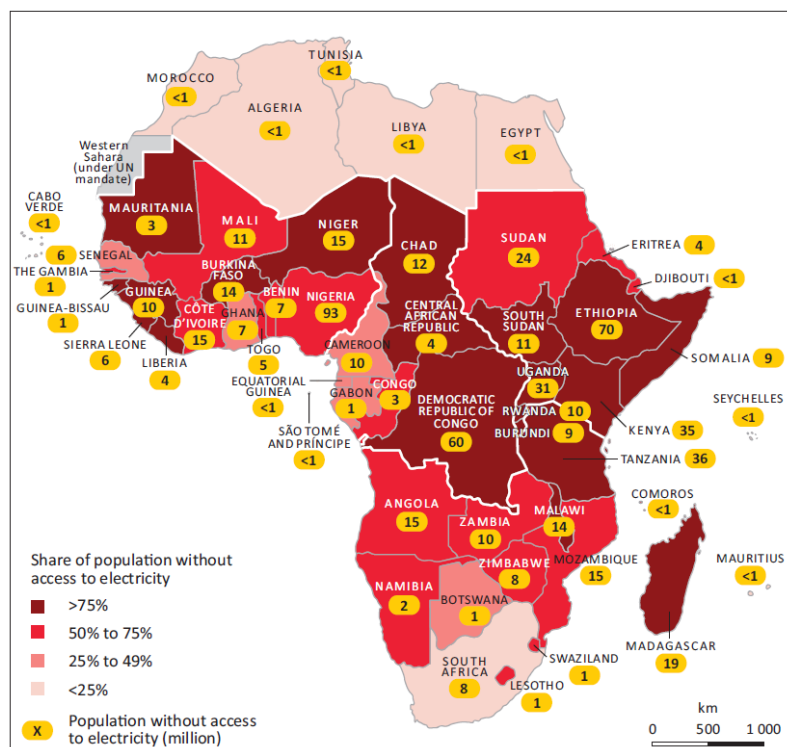 TUNISIA
<1
MOROCCO
<1
ALGERIA
<1
LIBYA
<1
EGYPT
<1
Western
Sahara
(under UN
mandate)
CABO
VERDE
<1
MAURITANIA
3
MALI
11
NIGER
15
CHAD
12
SUDAN
24
ERITREA 4
DJIBOUTI <1
6
SENEGAL
THE GAMBIA
1
GUINEA-BISSAU
1
GUINEA
10
SIERRA LEONE
6
LIBERIA
4
CÔTE
D'IVOIRE
15
BURKINA
FASO
14
GHANA
7
TOGO
5
BENIN
7
NIGERIA
93
CAMEROON
10
EQUATORIAL
GUINEA
<1
GABON
1
SÃO TOMÉ
AND PRÍNCIPE
<1
CONGO
3
CENTRAL
AFRICAN
REPUBLIC
4
SOUTH
SUDAN
11
ETHIOPIA
70
SOMALIA 9
UGANDA
31
DEMOCRATIC
REPUBLIC OF
CONGO
60
RWANDA 10
BURUNDI 9
KENYA 35
TANZANIA 36
SEYCHELLES
<1
COMOROS
<1
ANGOLA
15
ZAMBIA
10
MALAWI
14
MOZAMBIQUE
15
ZIMBABWE
8
NAMIBIA
2
BOTSWANA
1
MAURITIUS
<1
MADAGASCAR
19
SOUTH
AFRICA
8
SWAZILAND
1
LESOTHO
1
Share of population without
access to electricity
>75%
50% to 75%
25% to 49%
<25%
X Population without access
to electricity (million)
km
0 500 1 000